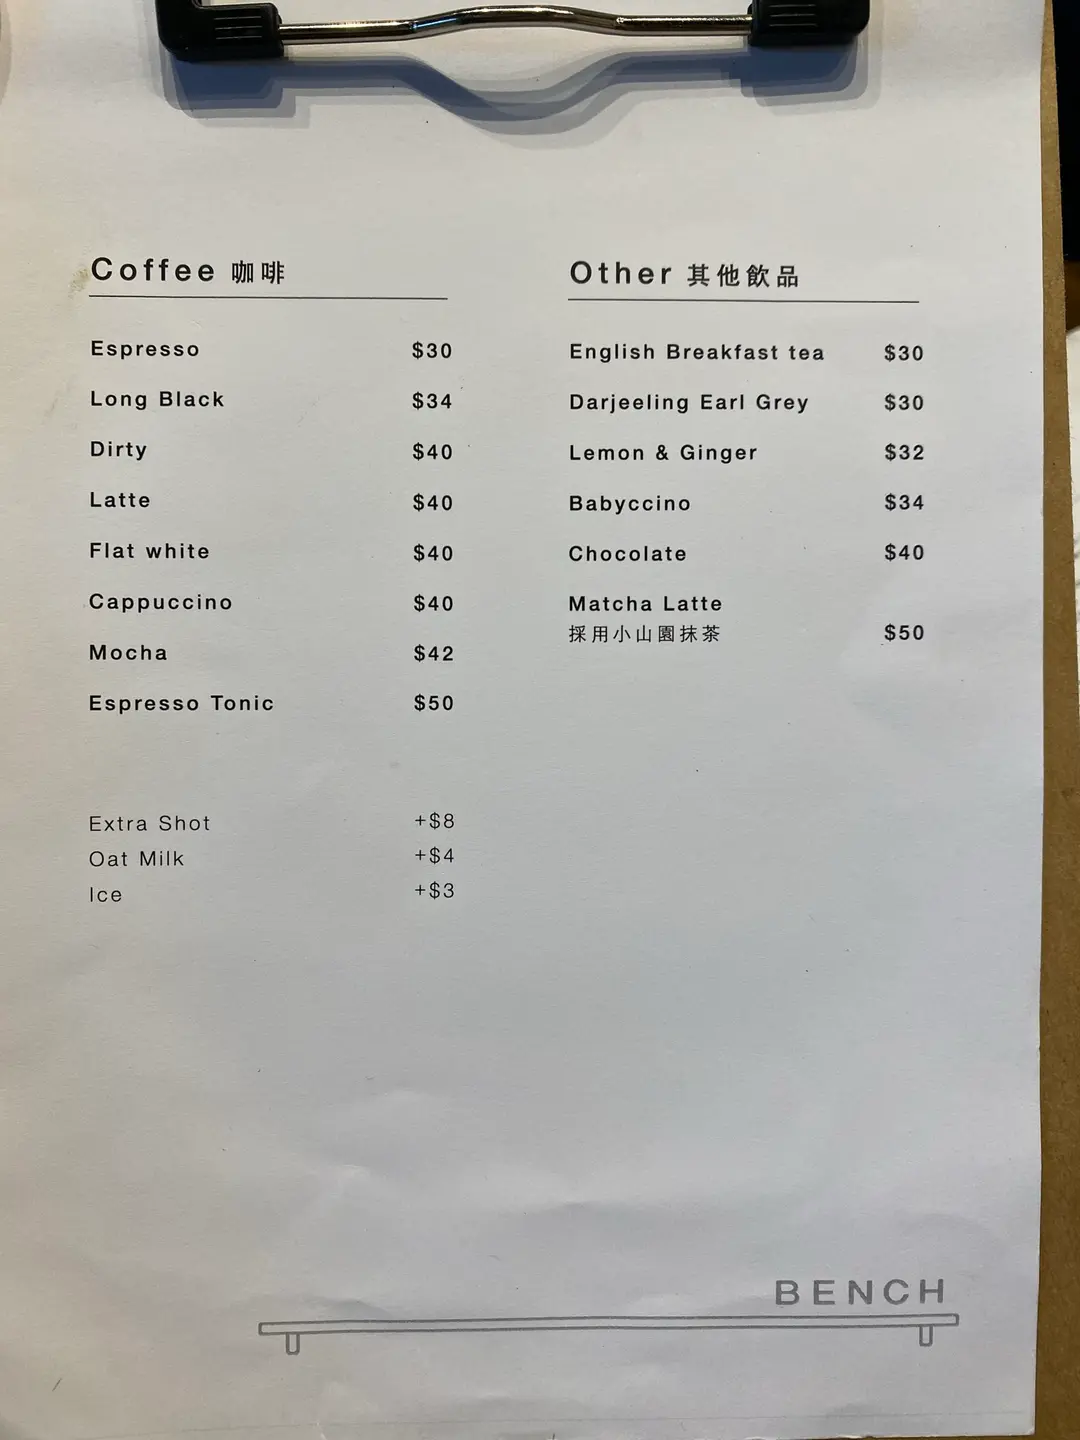 Coffee 咖啡
Espresso $30
Long Black $34
Dirty $40
Latte $40
Flat white $40
Cappuccino $40
Mocha $42
Espresso Tonic $50
Extra Shot +$8
Oat Milk +$4
Ice +$3
Other 其他飲品
English Breakfast tea $30
Darjeeling Earl Grey $30
Lemon & Ginger $32
Babyccino $34
Chocolate $40
Matcha Latte
採用小山園抹茶 $50
BENCH